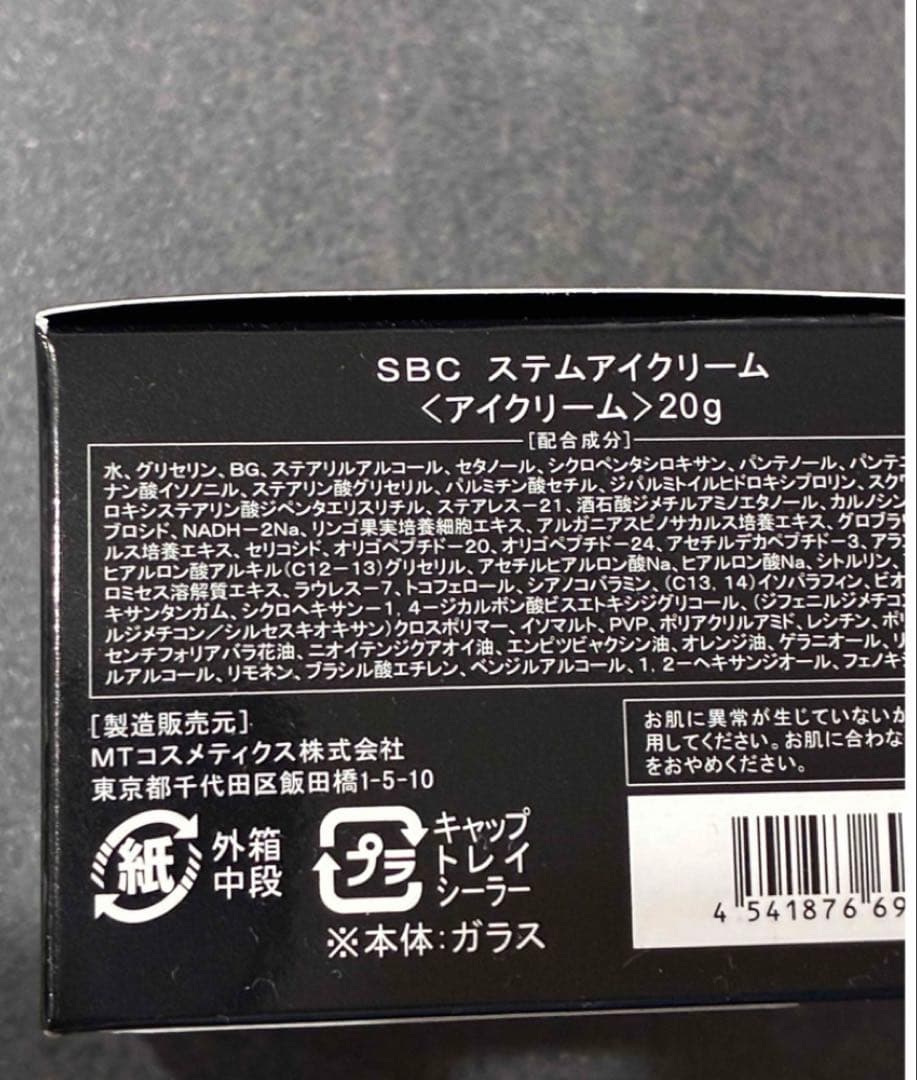 SBC ステムアイクリーム
<アイクリーム>20g
[配合成分]
水、グリセリン、BG、ステアリルアルコール、セタノール、シクロペンタシロキサン、パンテノール、パンテ
ナン酸イソノニル、ステアリン酸グリセリル、パルミチン酸セチル、ジパルミトイルヒドロキシプロリン、スクワ
ロキシステアリン酸ジペンタエリスリチル、ステアレス-21、酒石酸ジメチルアミノエタノール、カルノシン
ブロシド、NADH-2Na、リンゴ果実培養細胞エキス、アルガニアスピノサカルス培養エキス、グロブラ
ルス培養エキス、セリコシド、オリゴペプチド-20、オリゴペプチド-24、アセチルデカペプチド-3、アラ
ヒアルロン酸アルキル(C12-13)グリセリル、アセチルヒアルロン酸Na、ヒアルロン酸Na、シトルリン、
ロミセス溶解質エキス、ラウレス-7、トコフェロール、シアノコバラミン、(C13, 14)イソパラフィン、ビオ
キサンタンガム、シクロヘキサン-1, 4-ジカルボン酸ビスエトキシジグリコール、(ジフェニルジメチコ
ルジメチコン/シルセスキオキサン)クロスポリマー、イソマルト、PVP、ポリアクリルアミド、レシチン、ポリ
センチフォリアバラ花油、ニオイテンジクアオイ油、エンピツビャクシン油、オレンジ油、ゲラニオール、リ
ルアルコール、リモネン、ブラシル酸エチレン、ベンジルアルコール、1, 2-ヘキサンジオール、フェノキシ
[製造販売元]
MTコスメティクス株式会社
東京都千代田区飯田橋1-5-10
お肌に異常が生じていないか
用してください。お肌に合わな
をおやめください。
紙 外箱
中段
プラ キャップ
トレイ
シーラー
※本体:ガラス
4 541876 69